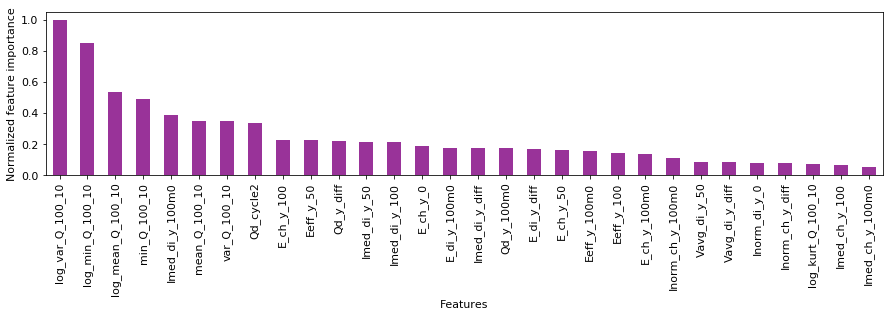 Normalized feature importance
1.0
0.8
0.6
0.4
0.2
0.0
log_var_Q_100_10
log_min_Q_100_10
log_mean_Q_100_10
min_Q_100_10
Imed_di_y_100m0
mean_Q_100_10
var_Q_100_10
Qd_cycle2
E_ch_y_100
Eeff_y_50
Qd_y_diff
Imed_di_y_50
Imed_di_y_100
E_ch_y_0
E_di_y_100m0
Imed_di_y_diff
Qd_y_100m0
E_di_y_diff
E_ch_y_50
Eeff_y_100m0
Eeff_y_100
E_ch_y_100m0
Inorm_ch_y_100m0
Vavg_di_y_50
Vavg_di_y_diff
Inorm_di_y_0
Inorm_ch_y_diff
log_kurt_Q_100_10
Imed_ch_y_100
Imed_ch_y_100m0
Features